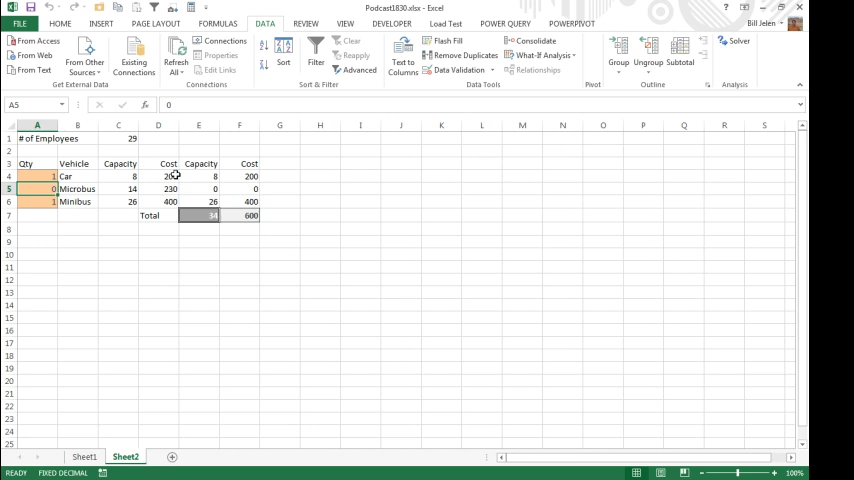 Podcast1830.xlsx - Excel
FILE HOME INSERT PAGE LAYOUT FORMULAS DATA REVIEW VIEW DEVELOPER Load Test POWER QUERY POWERPIVOT Bill Jelen
From Access
From Web
From Text
From Other Sources
Get External Data
Existing Connections
Refresh All
Connections
Properties
Edit Links
Connections
Sort
Filter
Clear
Reapply
Advanced
Sort & Filter
Text to Columns
Flash Fill
Remove Duplicates
Data Validation
Consolidate
What-If Analysis
Relationships
Data Tools
Pivot
Group
Ungroup
Subtotal
Outline
Solver
Analysis
A5 fx 0
A B C D E F G H I J K L M N O P Q R S
1 # of Employees 29
2
3 Qty Vehicle Capacity Cost Capacity Cost
4 1 Car 8 200 8 200
5 0 Microbus 14 230 0 0
6 1 Minibus 26 400 26 400
7 Total 34 600
8
9
10
11
12
13
14
15
16
17
18
19
20
21
22
23
24
25
Sheet1 Sheet2
READY FIXED DECIMAL 100%